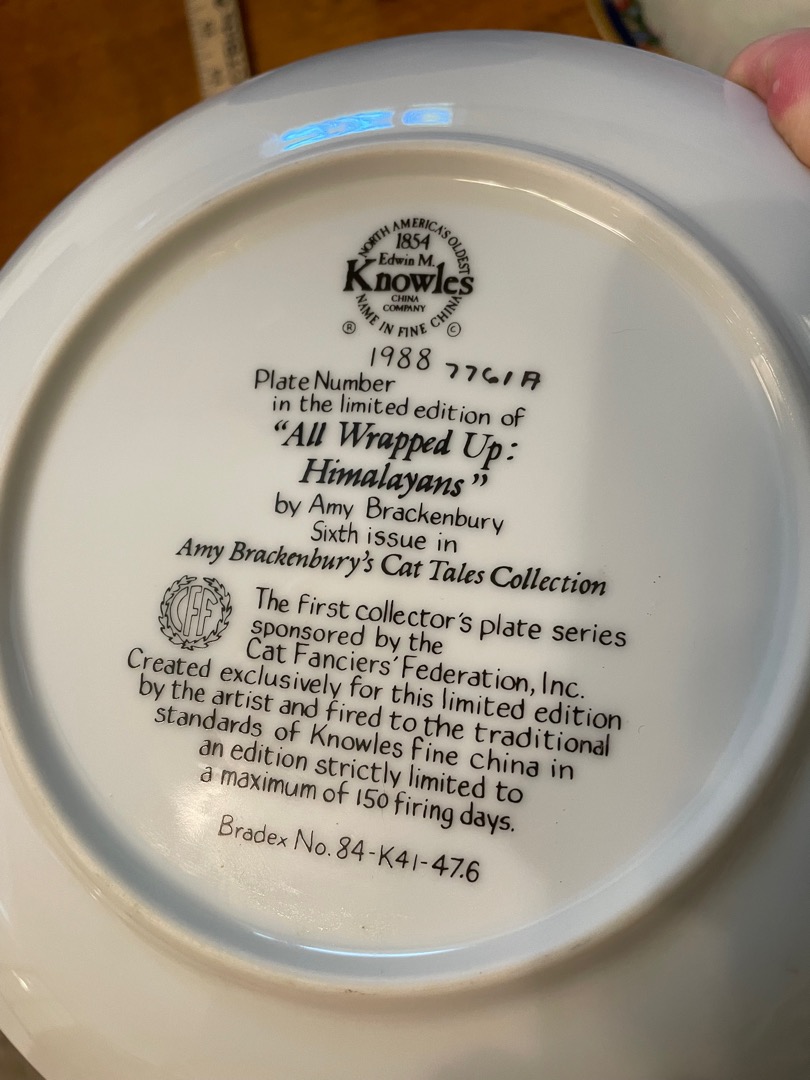 NORTH AMERICA'S OLDEST
1854
Edwin M.
Knowles
CHINA
COMPANY
NAME IN FINE CHINA
® ©
1988 7761A
Plate Number
in the limited edition of
“All Wrapped Up:
Himalayans”
by Amy Brackenbury
Sixth issue in
Amy Brackenbury's Cat Tales Collection
CFF
The first collector's plate series
sponsored by the
Cat Fanciers' Federation, Inc.
Created exclusively for this limited edition
by the artist and fired to the traditional
standards of Knowles fine china in
an edition strictly limited to
a maximum of 150 firing days.
Bradex No. 84-K41-47.6